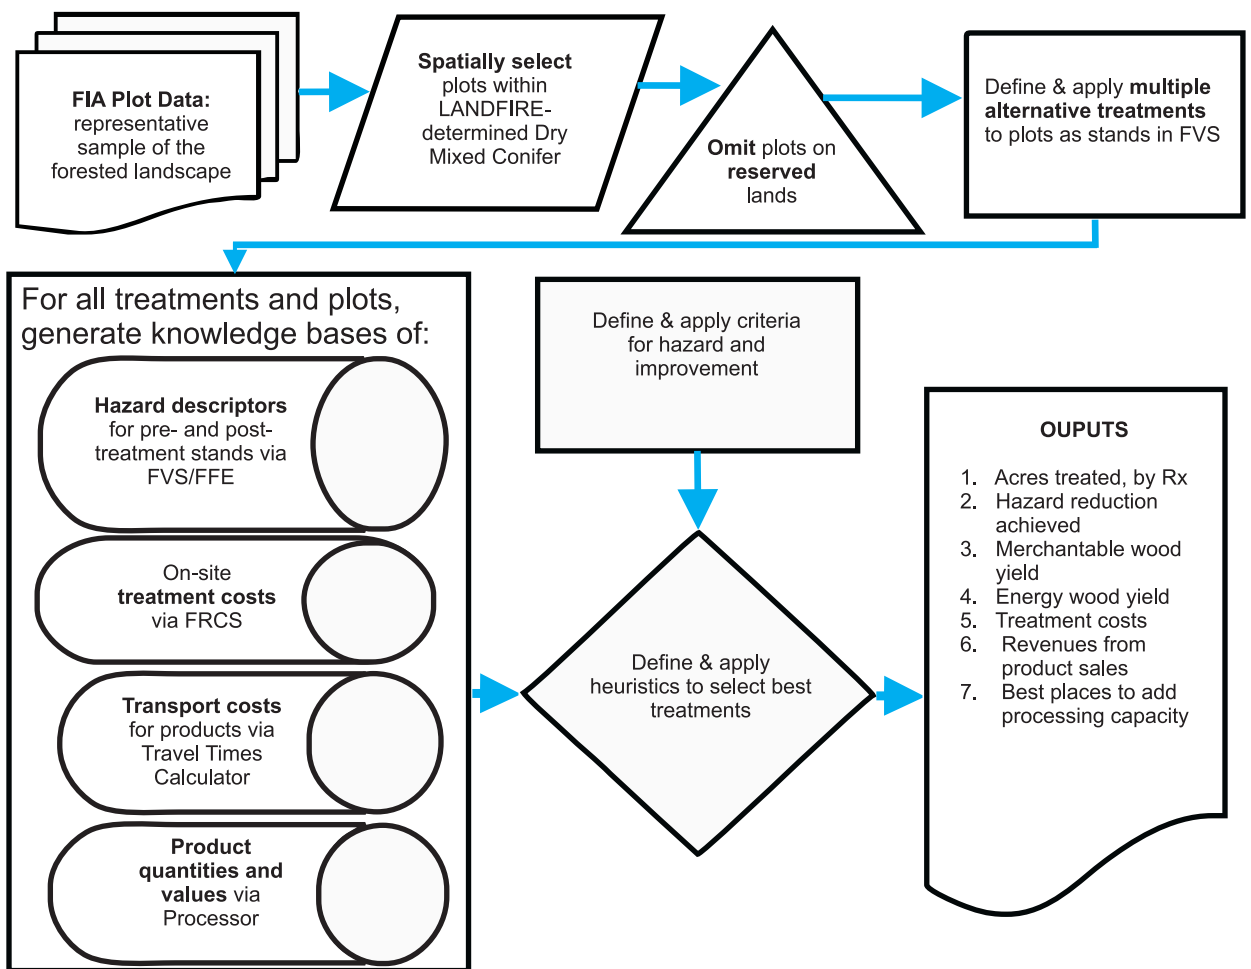 FIA Plot Data:
representative
sample of the
forested landscape
Spatially select
plots within
LANDFIRE-
determined Dry
Mixed Conifer
Omit plots on
reserved
lands
Define & apply multiple
alternative treatments
to plots as stands in FVS
For all treatments and plots,
generate knowledge bases of:
Hazard descriptors
for pre- and post-
treatment stands via
FVS/FFE
On-site
treatment costs
via FRCS
Transport costs
for products via
Travel Times
Calculator
Product
quantities and
values via
Processor
Define & apply criteria
for hazard and
improvement
Define & apply
heuristics to select best
treatments
OUPUTS
1. Acres treated, by Rx
2. Hazard reduction
achieved
3. Merchantable wood
yield
4. Energy wood yield
5. Treatment costs
6. Revenues from
product sales
7. Best places to add
processing capacity